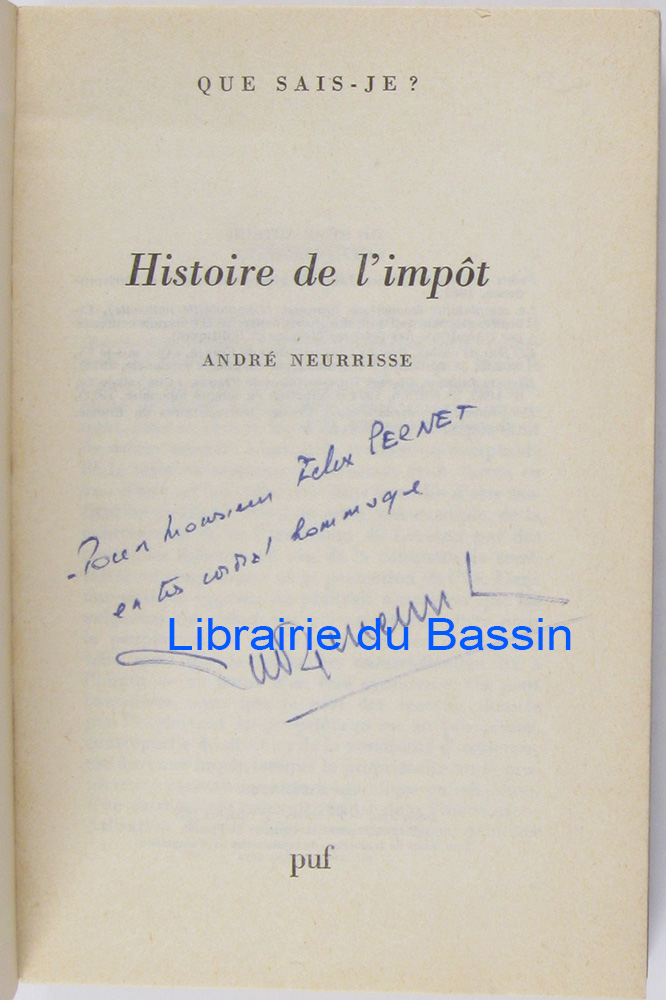 QUE SAIS-JE ?
Histoire de l'impôt
ANDRÉ NEURRISSE
Pour Monsieur Felix PERNET
en très cordial hommage
Librairie du Bassin
puf